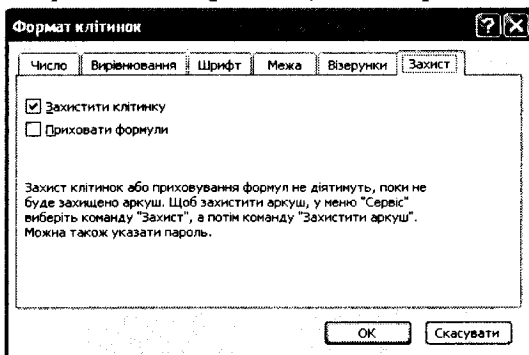 Формат клітинок
Число Вирівнювання Шрифт Межа Візерунки Захист
Захистити клітинку
Приховати формули
Захист клітинок або приховування формул не діятимуть, поки не
буде захищено аркуш. Щоб захистити аркуш, у меню "Сервіс"
виберіть команду "Захист", а потім команду "Захистити аркуш".
Можна також указати пароль.
ОК Скасувати